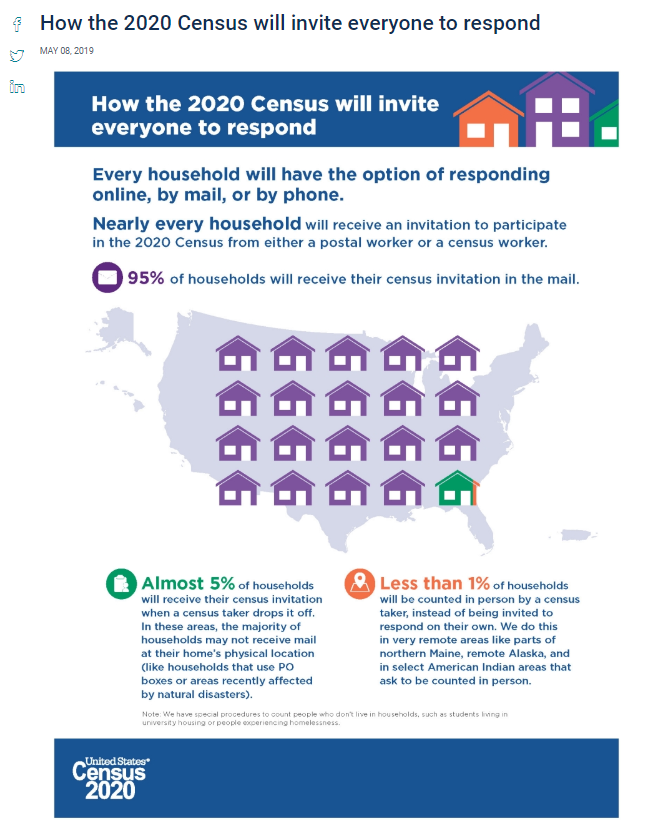 How the 2020 Census will invite everyone to respond
MAY 08, 2019
How the 2020 Census will invite
everyone to respond
Every household will have the option of responding
online, by mail, or by phone.
Nearly every household will receive an invitation to participate
in the 2020 Census from either a postal worker or a census worker.
95% of households will receive their census invitation in the mail.
Almost 5% of households
will receive their census invitation
when a census taker drops it off.
In these areas, the majority of
households may not receive mail
at their home's physical location
(like households that use PO
boxes or areas recently affected
by natural disasters).
Less than 1% of households
will be counted in person by a census
taker, instead of being invited to
respond on their own. We do this
in very remote areas like parts of
northern Maine, remote Alaska, and
in select American Indian areas that
ask to be counted in person.
Note: We have special procedures to count people who don't live in households, such as students living in
university housing or people experiencing homelessness.
United States*
Census
2020